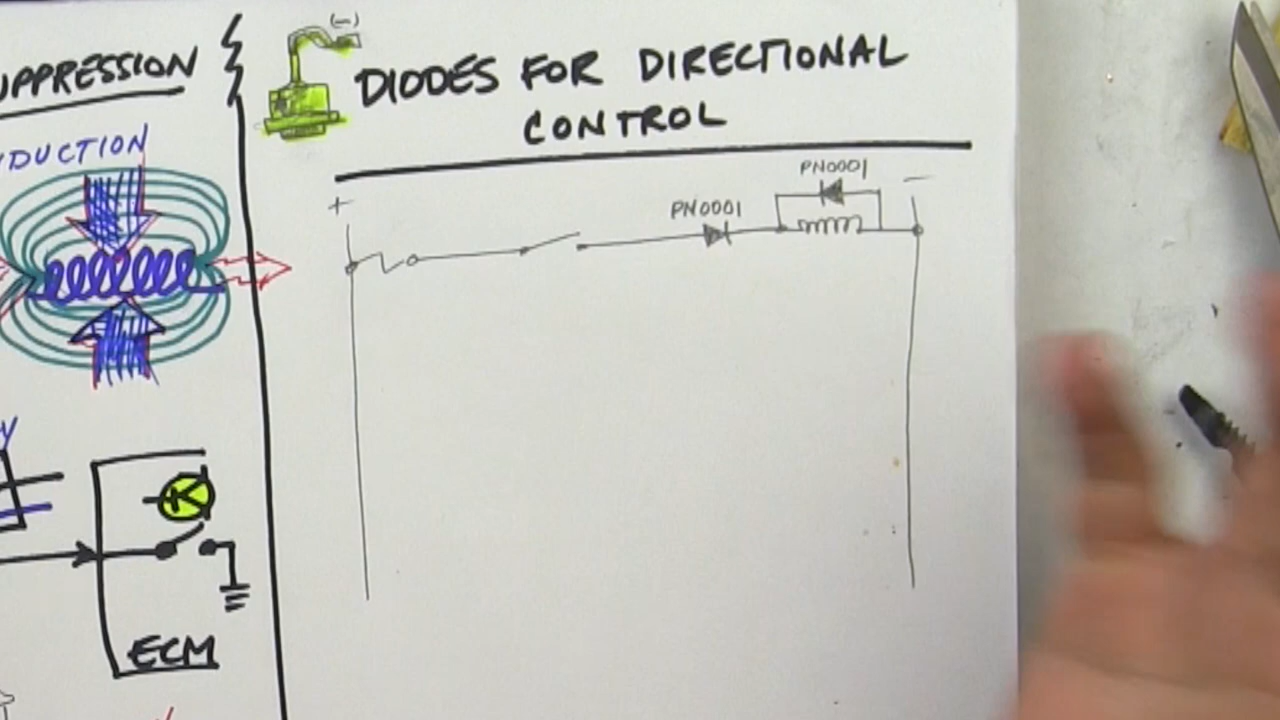 UPPRESSION
(-)
DIODES FOR DIRECTIONAL
CONTROL
DUCTION
+
PN0001
PN0001
-
Y
K
ECM